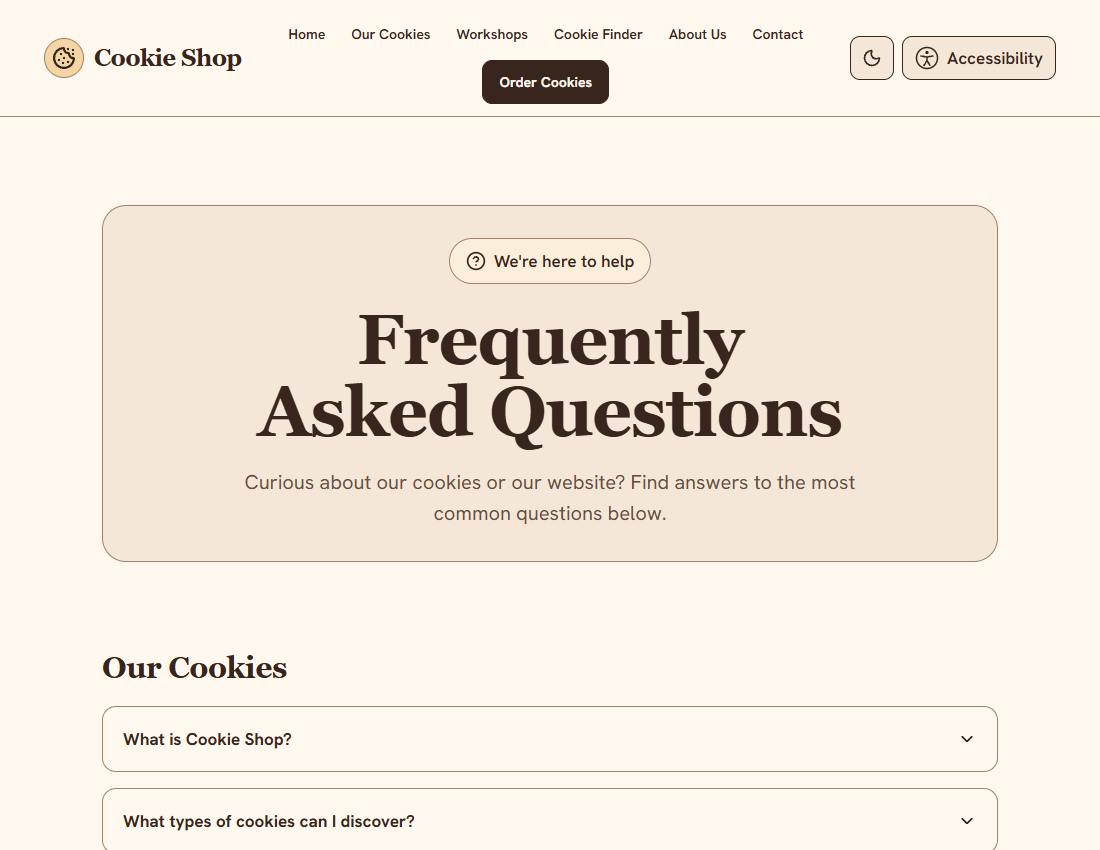 Cookie Shop
Home
Our Cookies
Workshops
Cookie Finder
About Us
Contact
Order Cookies
Accessibility
We're here to help
Frequently
Asked Questions
Curious about our cookies or our website? Find answers to the most
common questions below.
Our Cookies
What is Cookie Shop?
What types of cookies can I discover?